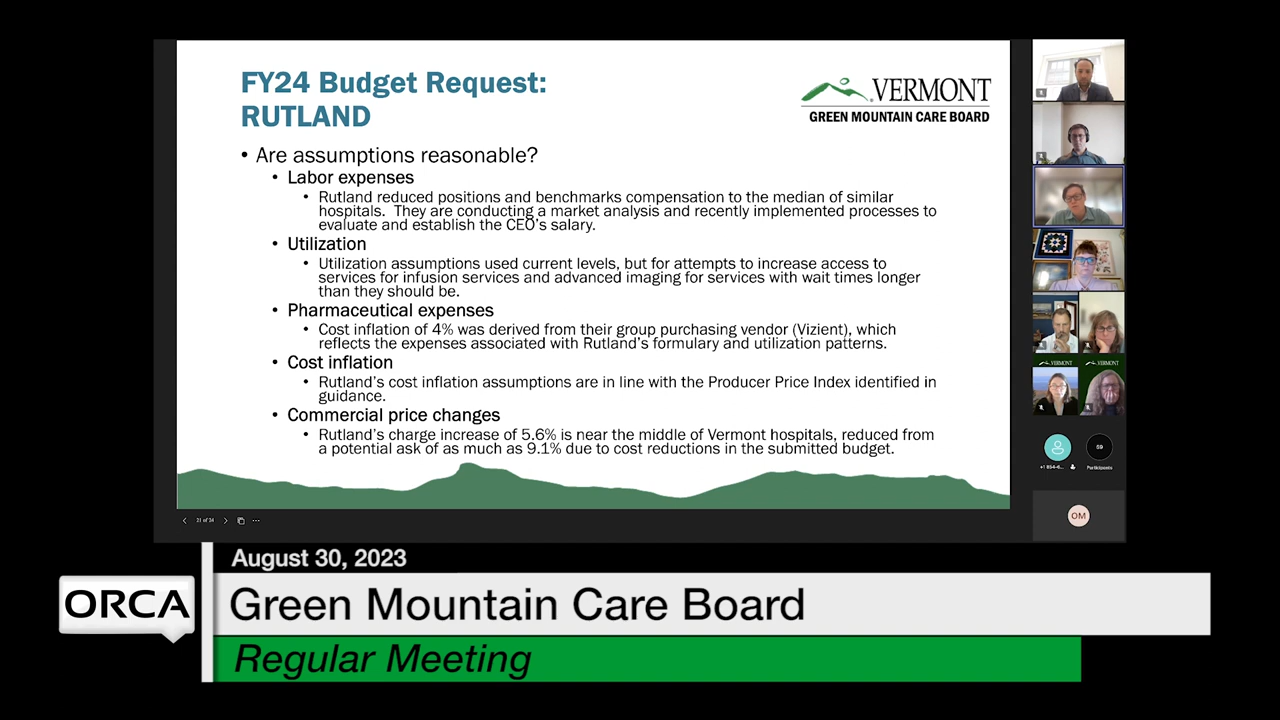 FY24 Budget Request:
RUTLAND
VERMONT
GREEN MOUNTAIN CARE BOARD
• Are assumptions reasonable?
• Labor expenses
• Rutland reduced positions and benchmarks compensation to the median of similar
hospitals. They are conducting a market analysis and recently implemented processes to
evaluate and establish the CEO's salary.
• Utilization
• Utilization assumptions used current levels, but for attempts to increase access to
services for infusion services and advanced imaging for services with wait times longer
than they should be.
• Pharmaceutical expenses
• Cost inflation of 4% was derived from their group purchasing vendor (Vizient), which
reflects the expenses associated with Rutland's formulary and utilization patterns.
• Cost inflation
• Rutland's cost inflation assumptions are in line with the Producer Price Index identified in
guidance.
• Commercial price changes
• Rutland's charge increase of 5.6% is near the middle of Vermont hospitals, reduced from
a potential ask of as much as 9.1% due to cost reductions in the submitted budget.
VERMONT
VERMONT
59
Participants
OM
August 30, 2023
ORCA
Green Mountain Care Board
Regular Meeting